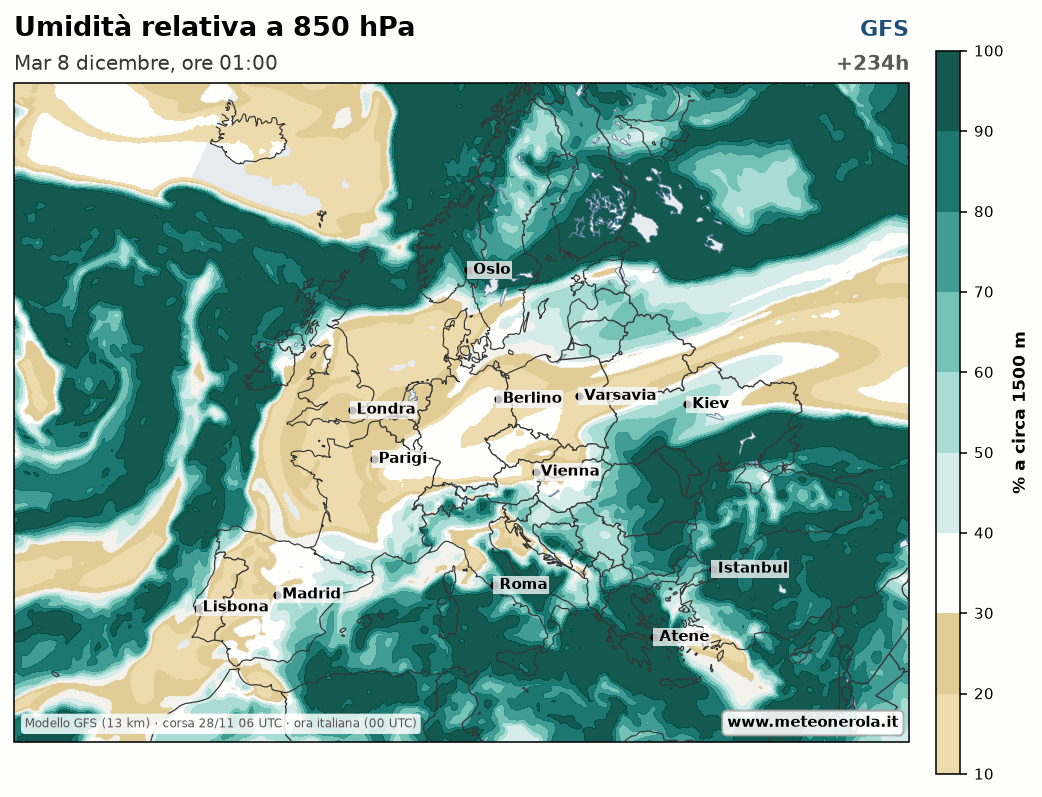 Umidità relativa a 850 hPa
GFS
Mar 8 dicembre, ore 01:00
+234h
100
90
80
70
60
50
40
30
20
10
% a circa 1500 m
Oslo
Londra
Berlino
Varsavia
Kiev
Parigi
Vienna
Istanbul
Roma
Madrid
Lisbona
Atene
Modello GFS (13 km) · corsa 28/11 06 UTC · ora italiana (00 UTC)
www.meteonerola.it